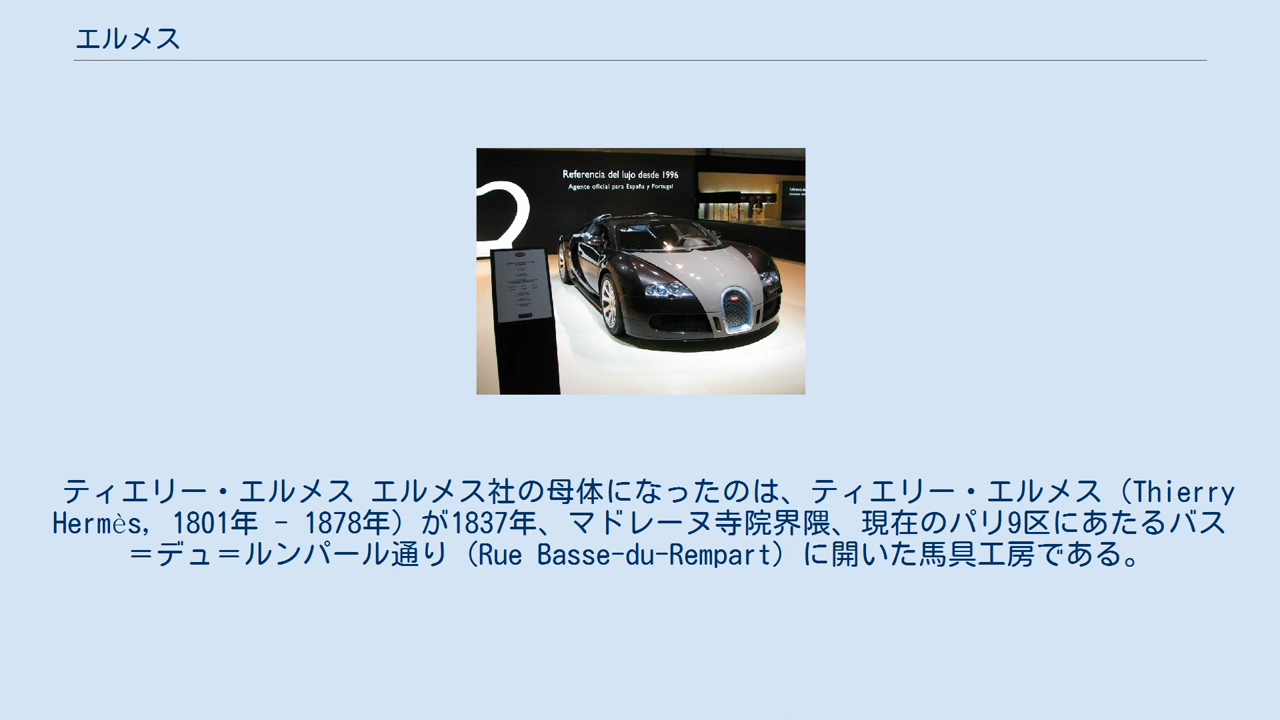 エルメス
Referencia del lujo desde 1996
Agente oficial para España y Portugal
ティエリー・エルメス エルメス社の母体になったのは、ティエリー・エルメス（Thierry
Hermès, 1801年 - 1878年）が1837年、マドレーヌ寺院界隈、現在のパリ9区にあたるバス
＝デュ＝ルンパール通り（Rue Basse-du-Rempart）に開いた馬具工房である。